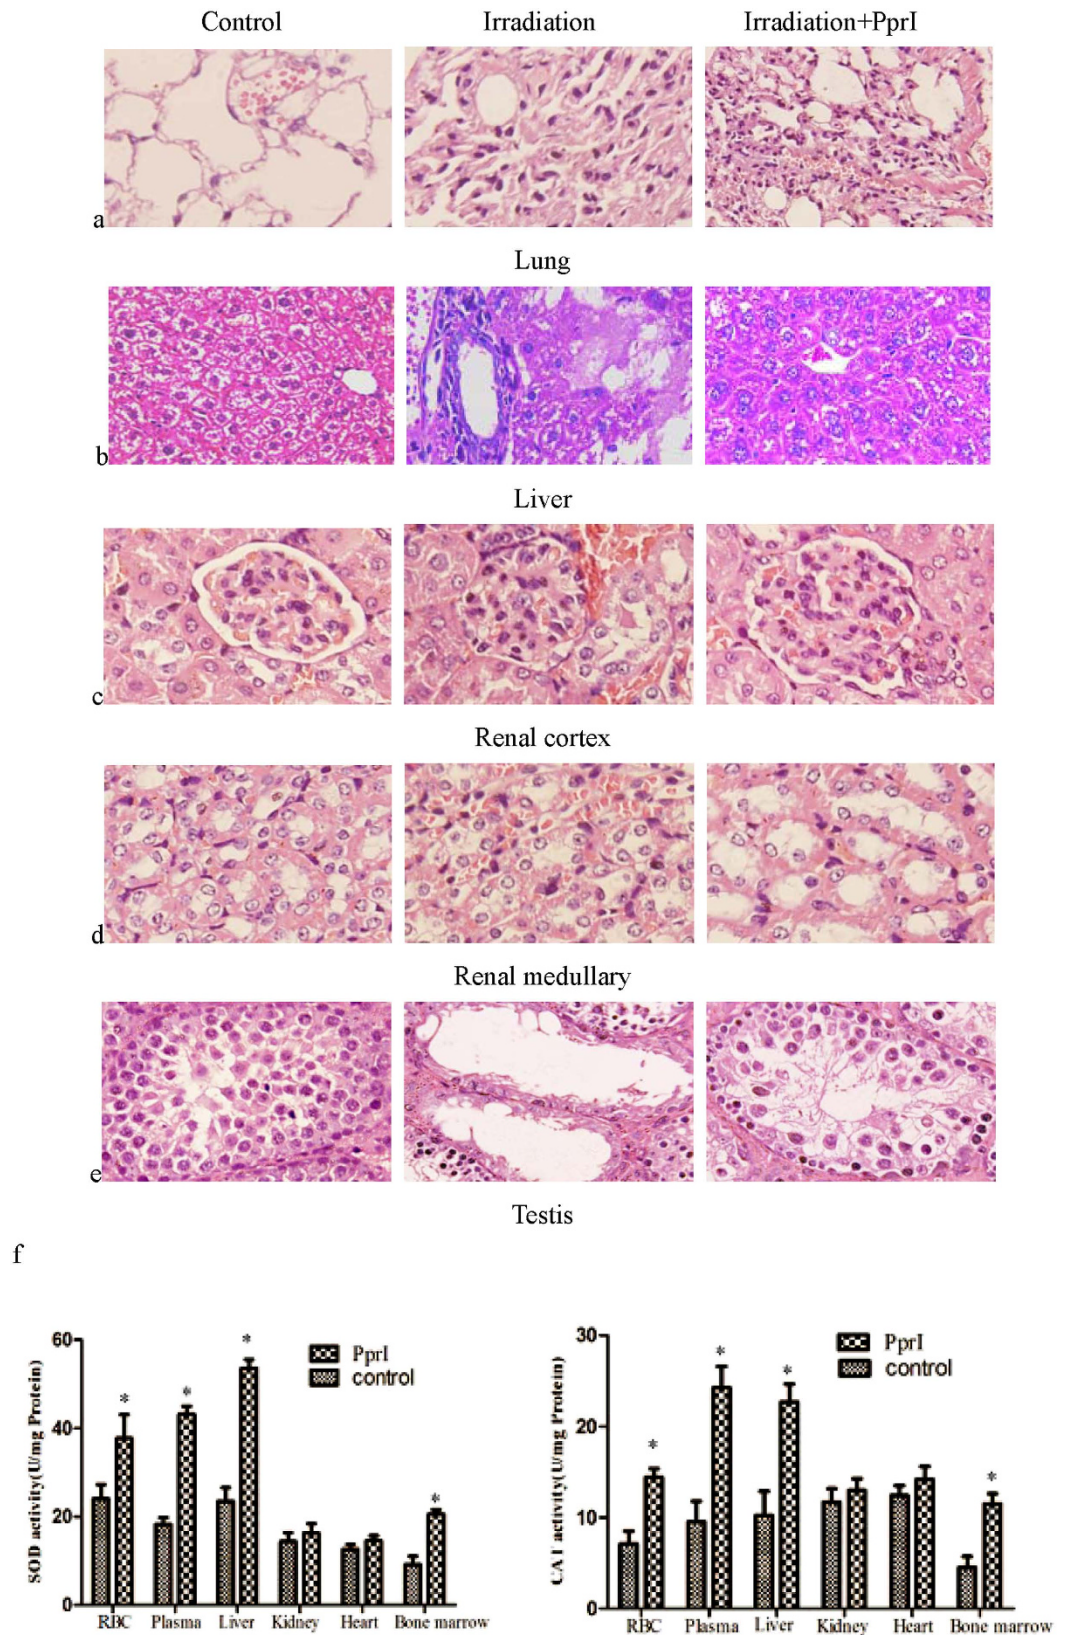 Control Irradiation Irradiation+PprI
a
Lung
b
Liver
c
Renal cortex
d
Renal medullary
e
Testis
f
60
40
20
0
SOD activity(U/mg Protein)
PprI
control
* * * *
RBC Plasma Liver Kidney Heart Bone marrow
30
20
10
0
CAT activity(U/mg Protein)
PprI
control
* * * *
RBC Plasma Liver Kidney Heart Bone marrow